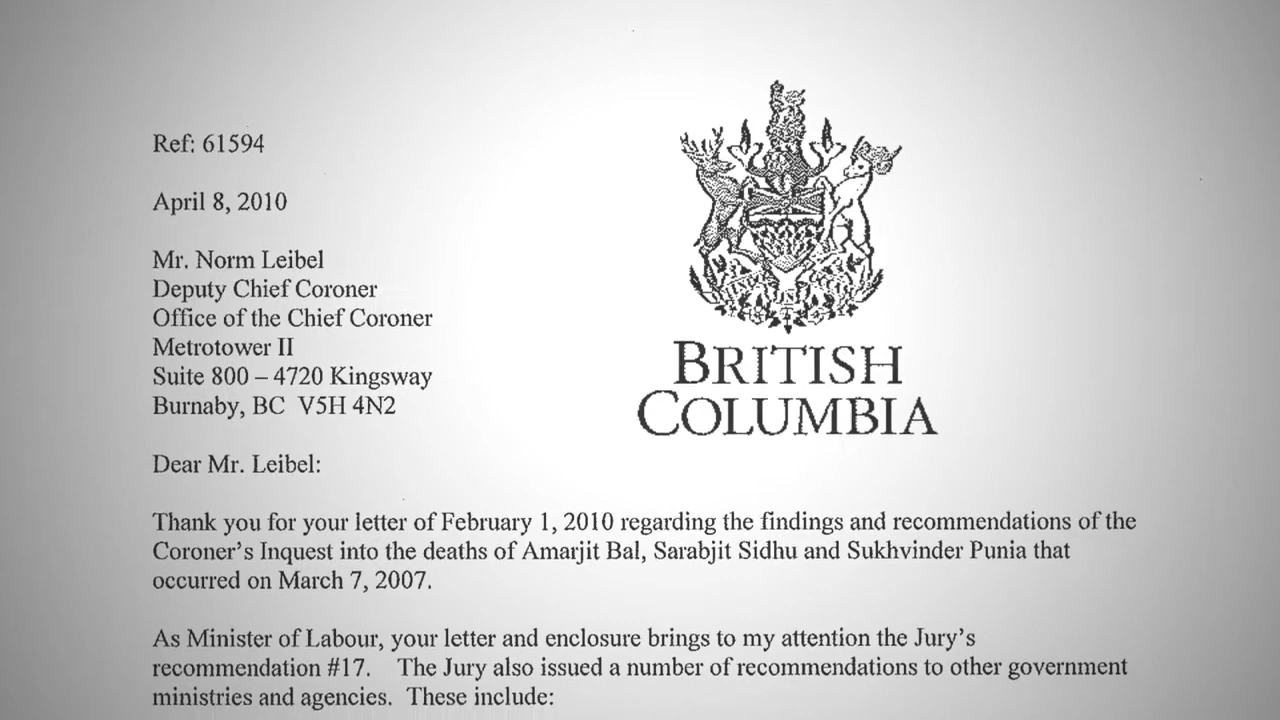 Ref: 61594
April 8, 2010
Mr. Norm Leibel
Deputy Chief Coroner
Office of the Chief Coroner
Metrotower II
Suite 800 – 4720 Kingsway
Burnaby, BC  V5H 4N2
BRITISH
COLUMBIA
Dear Mr. Leibel:
Thank you for your letter of February 1, 2010 regarding the findings and recommendations of the
Coroner's Inquest into the deaths of Amarjit Bal, Sarabjit Sidhu and Sukhvinder Punia that
occurred on March 7, 2007.
As Minister of Labour, your letter and enclosure brings to my attention the Jury's
recommendation #17.    The Jury also issued a number of recommendations to other government
ministries and agencies.  These include: